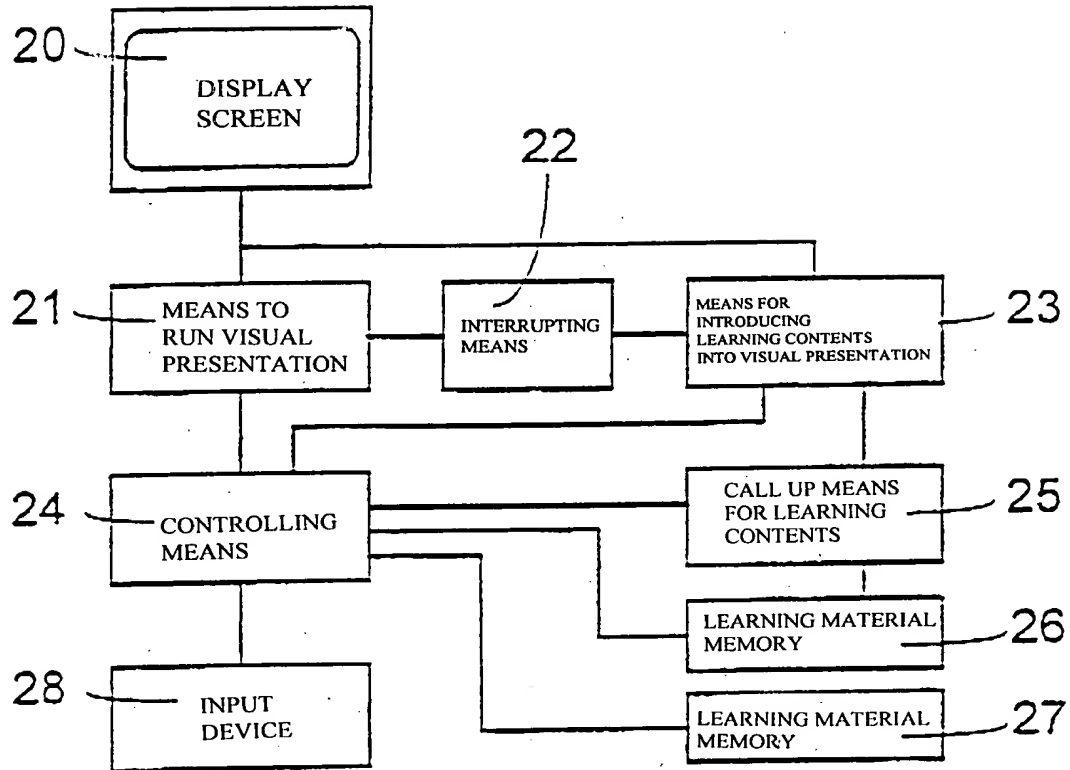 20
DISPLAY
SCREEN
22
21
MEANS TO
RUN VISUAL
PRESENTATION
INTERRUPTING
MEANS
MEANS FOR
INTRODUCING
LEARNING CONTENTS
INTO VISUAL PRESENTATION
23
24
CONTROLLING
MEANS
CALL UP MEANS
FOR LEARNING
CONTENTS
25
LEARNING MATERIAL
MEMORY
26
28
INPUT
DEVICE
LEARNING MATERIAL
MEMORY
27